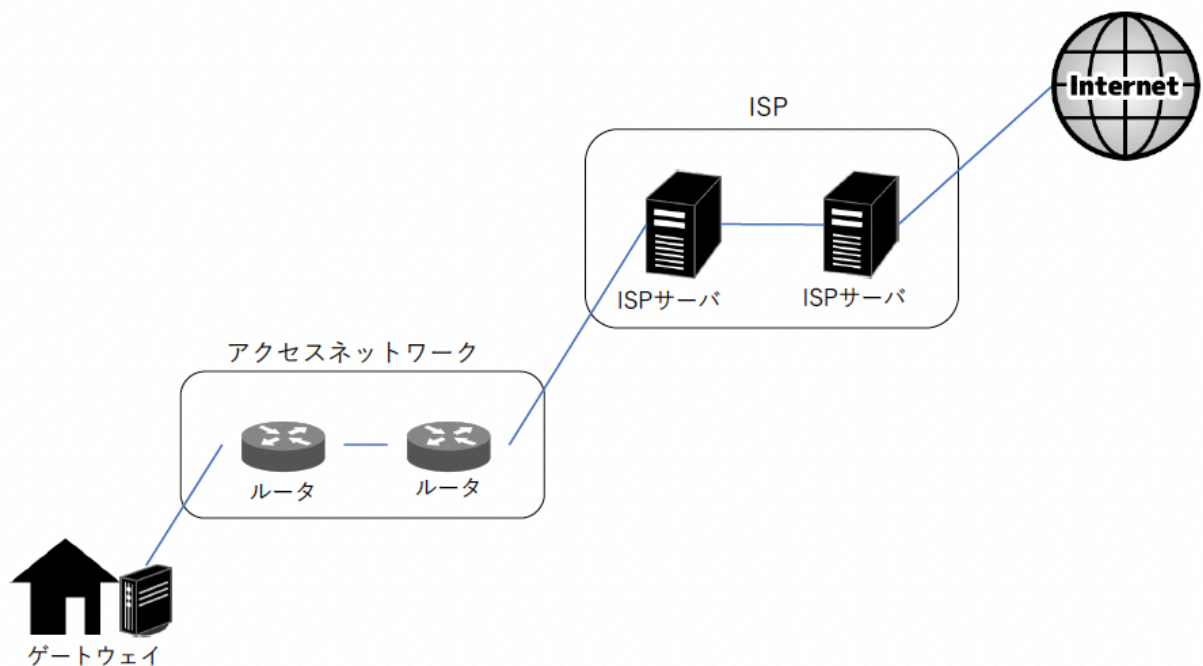 Internet
ISP
ISPサーバ
ISPサーバ
アクセスネットワーク
ルータ
ルータ
ゲートウェイ